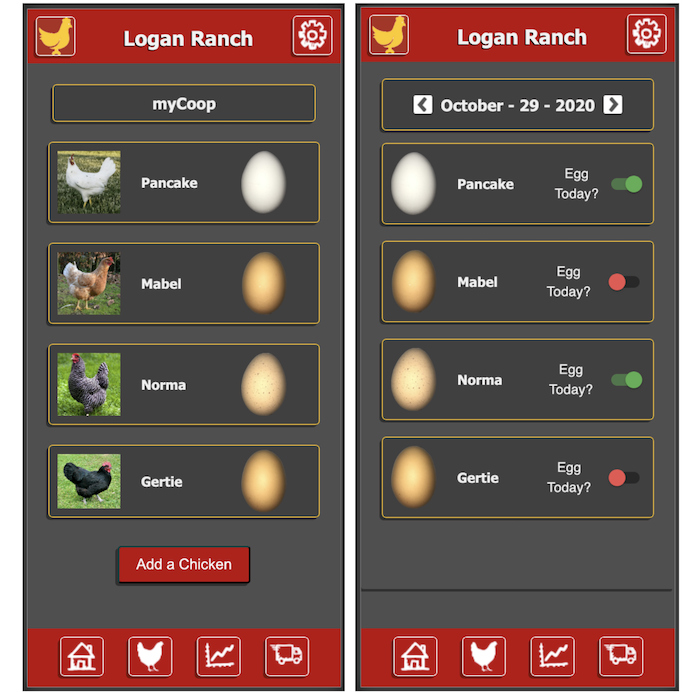 Logan Ranch
myCoop
Pancake
Mabel
Norma
Gertie
Add a Chicken
Logan Ranch
October - 29 - 2020
Pancake
Egg
Today?
Mabel
Egg
Today?
Norma
Egg
Today?
Gertie
Egg
Today?